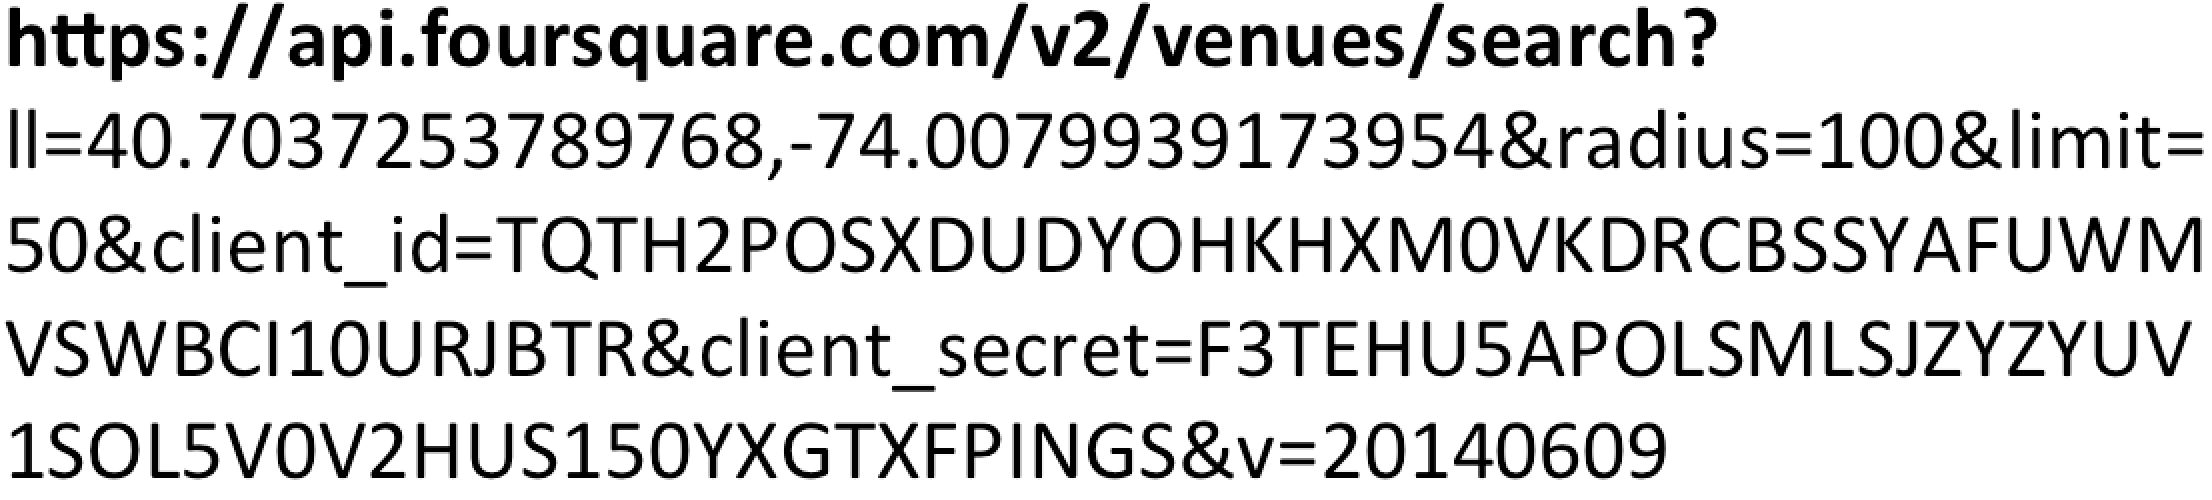 https://api.foursquare.com/v2/venues/search?
ll=40.7037253789768,-74.0079939173954&radius=100&limit=
50&client_id=TQTH2POSXDUDYOHKHXM0VKDRCBSSYAFUWM
VSWBCI10URJBTR&client_secret=F3TEHU5APOLSMLSJZYZYUV
1SOL5V0V2HUS150YXGTXFPINGS&v=20140609